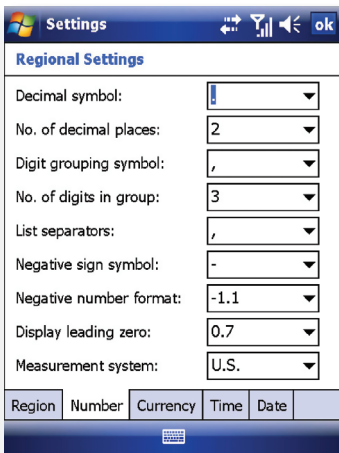 Settings
ok
Regional Settings
Decimal symbol: .
No. of decimal places: 2
Digit grouping symbol: ,
No. of digits in group: 3
List separators: ,
Negative sign symbol: -
Negative number format: -1.1
Display leading zero: 0.7
Measurement system: U.S.
Region Number Currency Time Date